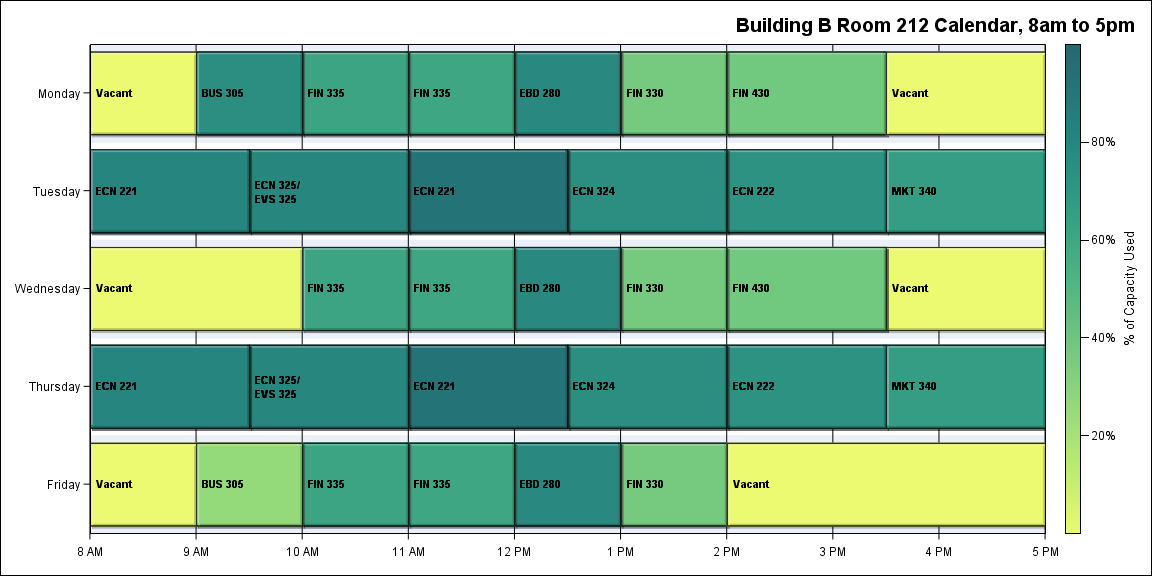 Building B Room 212 Calendar, 8am to 5pm
Monday
Vacant
BUS 305
FIN 335
FIN 335
EBD 280
FIN 330
FIN 430
Vacant
Tuesday
ECN 221
ECN 325/
EVS 325
ECN 221
ECN 324
ECN 222
MKT 340
Wednesday
Vacant
FIN 335
FIN 335
EBD 280
FIN 330
FIN 430
Vacant
Thursday
ECN 221
ECN 325/
EVS 325
ECN 221
ECN 324
ECN 222
MKT 340
Friday
Vacant
BUS 305
FIN 335
FIN 335
EBD 280
FIN 330
Vacant
8 AM
9 AM
10 AM
11 AM
12 PM
1 PM
2 PM
3 PM
4 PM
5 PM
80%
60%
40%
20%
% of Capacity Used